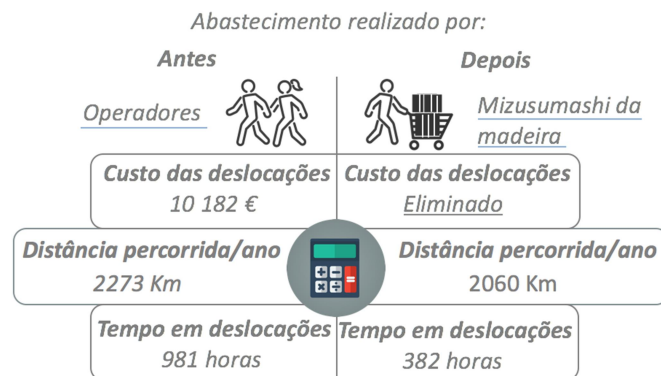 Abastecimento realizado por:
Antes
Depois
Operadores
Mizusumashi da
madeira
Custo das deslocações
10 182 €
Custo das deslocações
Eliminado
Distância percorrida/ano
2273 Km
Distância percorrida/ano
2060 Km
Tempo em deslocações
981 horas
Tempo em deslocações
382 horas